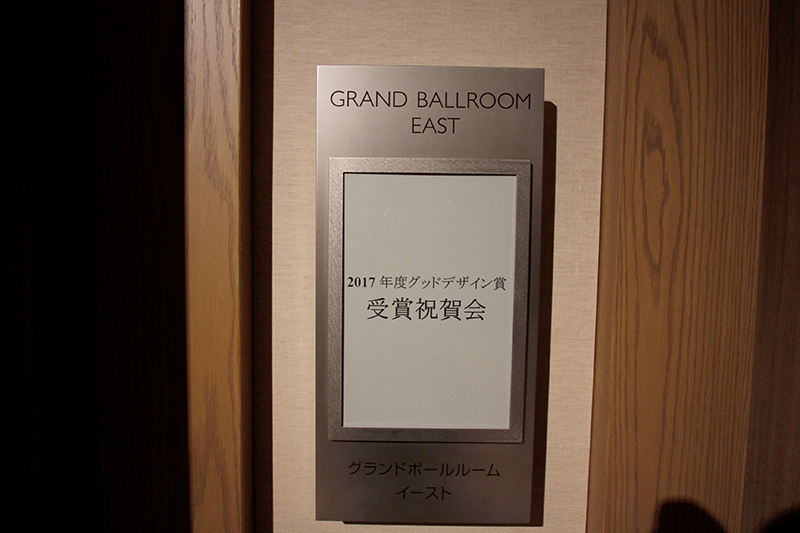 GRAND BALLROOM
EAST
2017 年度グッドデザイン賞
受賞祝賀会
グランドボールルーム
イースト